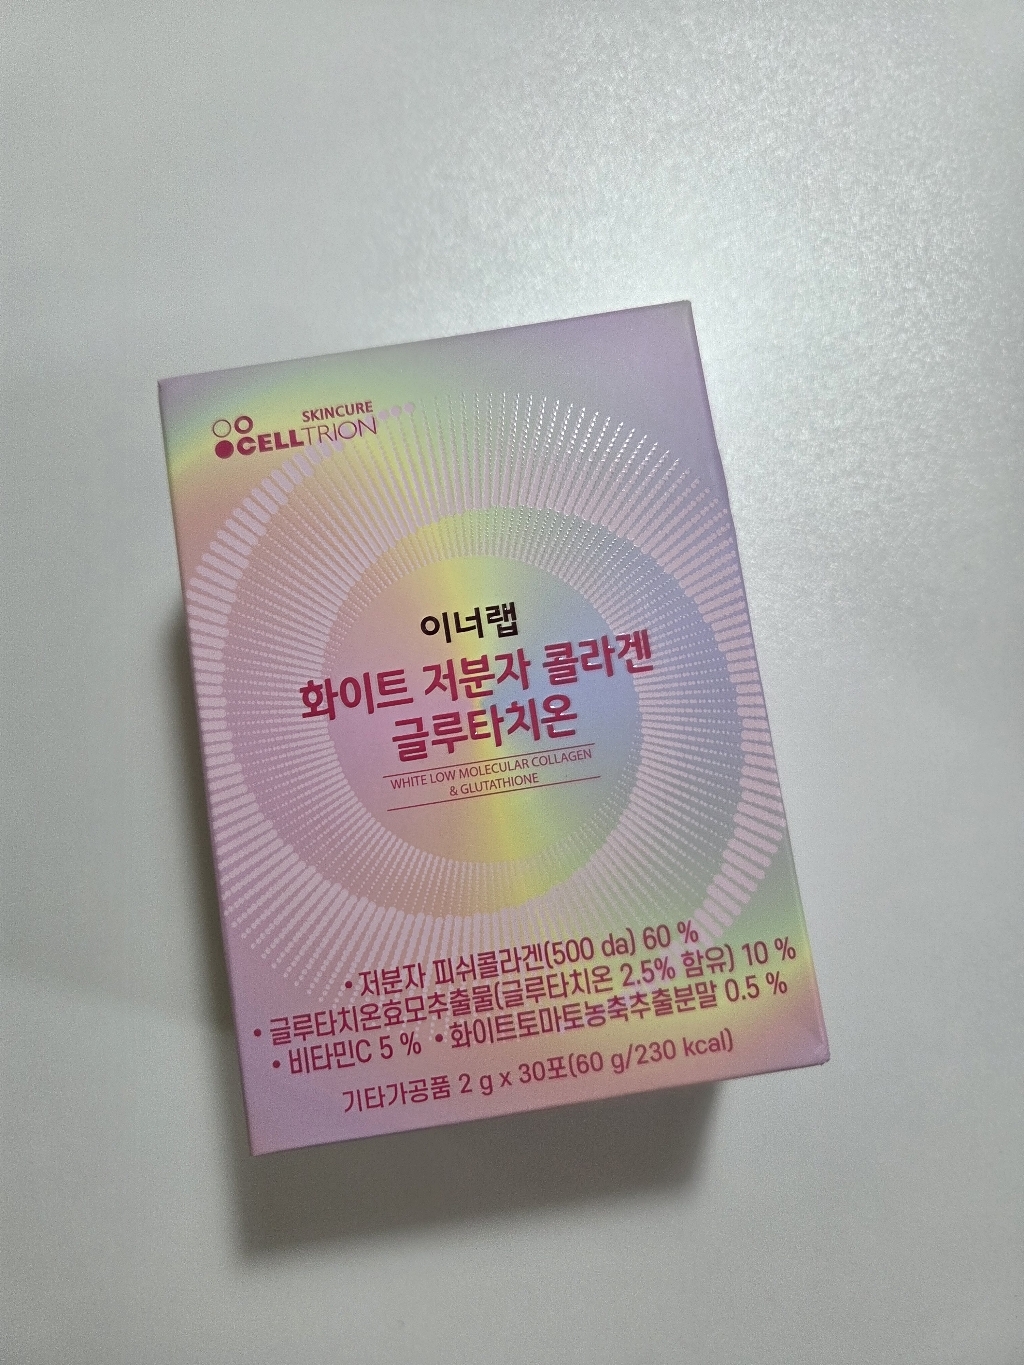 SKINCURE
CELLTRION
이너랩
화이트 저분자 콜라겐
글루타치온
WHITE LOW MOLECULAR COLLAGEN
& GLUTATHIONE
• 저분자 피쉬콜라겐(500 da) 60 %
• 글루타치온효모추출물(글루타치온 2.5% 함유) 10 %
• 비타민C 5 % • 화이트토마토농축추출분말 0.5 %
기타가공품 2 g x 30포(60 g/230 kcal)